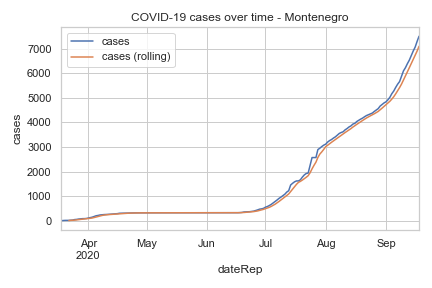 COVID-19 cases over time - Montenegro
cases
cases (rolling)
7000
6000
5000
4000
3000
2000
1000
0
cases
Apr
2020
May
Jun
Jul
Aug
Sep
dateRep